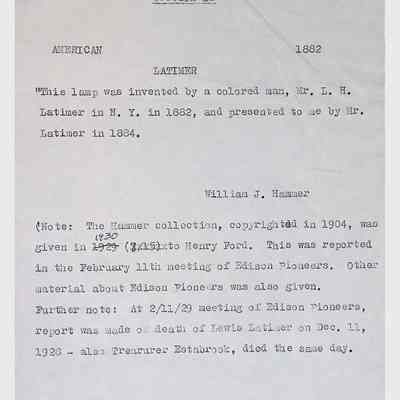 AMERICAN 1882
LATIMER
"This lamp was invented by a colored man, Mr. L. H.
Latimer in N. Y. in 1882, and presented to me by Mr.
Latimer in 1884.
William J. Hammer
(Note: The Hammer collection, copyrighted in 1904, was
1930
given in 1929 to Henry Ford. This was reported
in the February 11th meeting of Edison Pioneers. Other
material about Edison Pioneers was also given.
Further note: At 2/11/29 meeting of Edison Pioneers,
report was made of death of Lewis Latimer on Dec. 11,
1928 - also Treasurer Estabrook, died the same day.